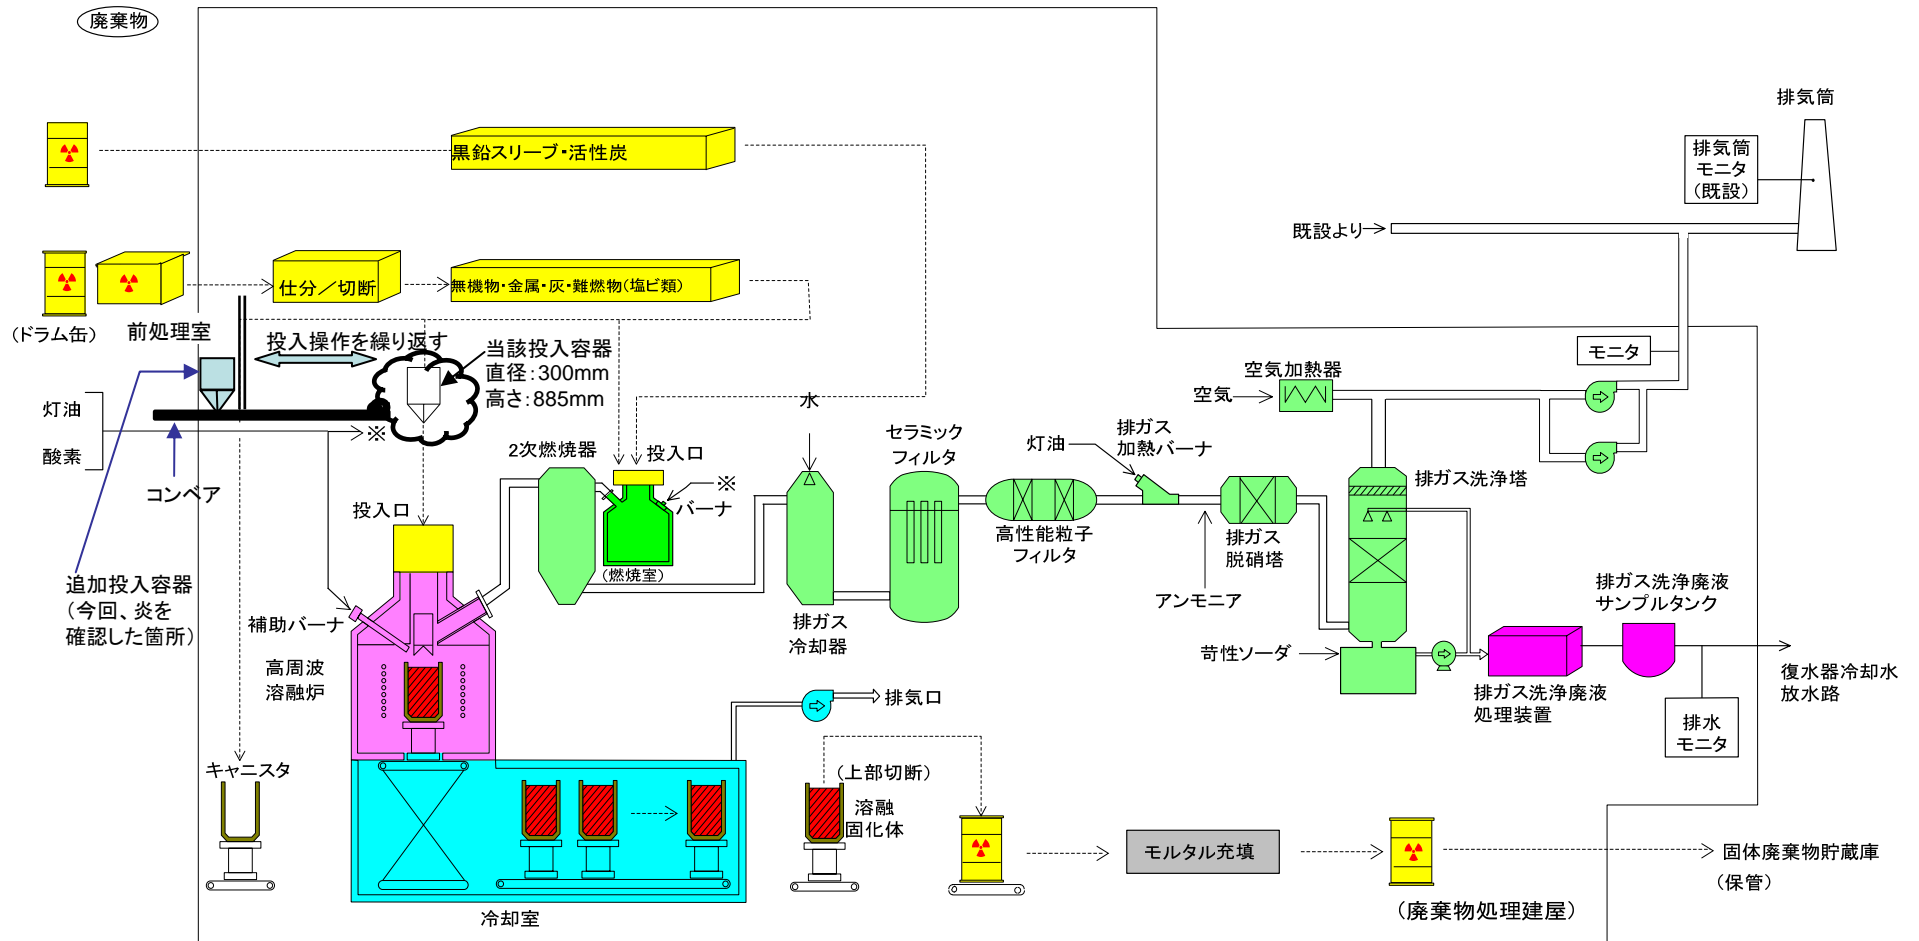 廃棄物
排気筒
排気筒
モニタ
(既設)
既設より
黒鉛スリーブ・活性炭
仕分／切断
無機物・金属・灰・難燃物(塩ビ類)
(ドラム缶)
前処理室
投入操作を繰り返す
当該投入容器
直径：300mm
高さ：885mm
モニタ
空気加熱器
空気
灯油
酸素
※
コンベア
水
2次燃焼器
投入口
※
バーナ
(燃焼室)
セラミック
フィルタ
灯油
排ガス
加熱バーナ
排ガス洗浄塔
投入口
高性能粒子
フィルタ
排ガス
脱硝塔
アンモニア
追加投入容器
(今回、炎を
確認した箇所)
補助バーナ
高周波
溶融炉
排ガス
冷却器
苛性ソーダ
排ガス洗浄廃液
サンプルタンク
排ガス洗浄廃液
処理装置
復水器冷却水
放水路
排水
モニタ
排気口
キャニスタ
(上部切断)
溶融
固化体
モルタル充填
固体廃棄物貯蔵庫
(保管)
(廃棄物処理建屋)
冷却室